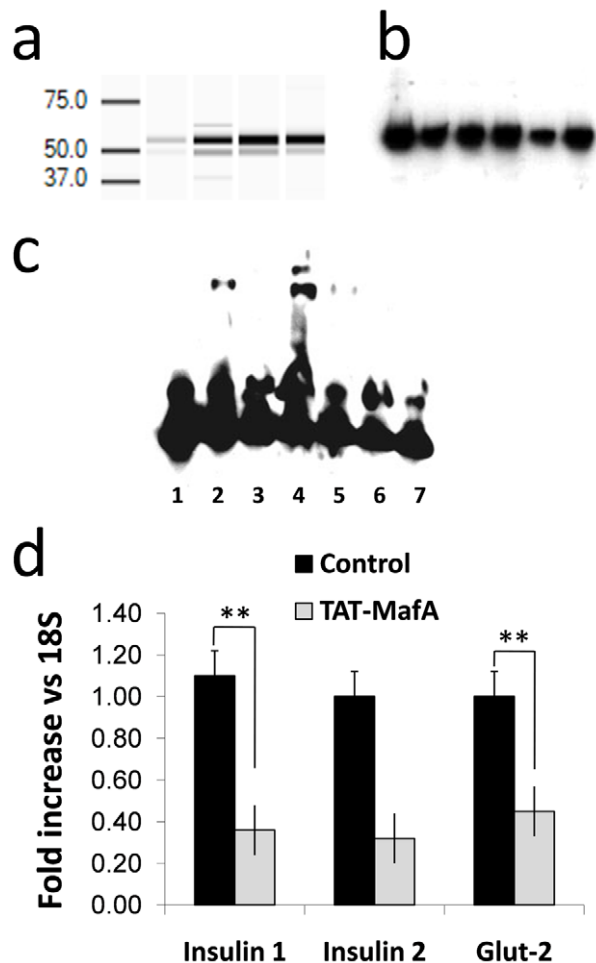 a
b
75.0
50.0
37.0
c
1 2 3 4 5 6 7
d
Control
TAT-MafA
Fold increase vs 18S
1.40
1.20
1.00
0.80
0.60
0.40
0.20
0.00
**
**
Insulin 1 Insulin 2 Glut-2